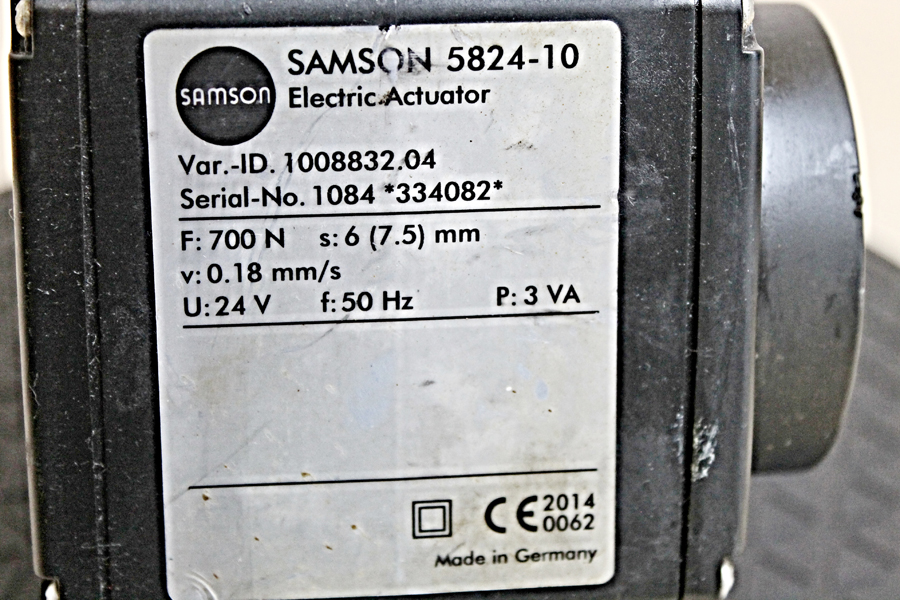 SAMSON
SAMSON 5824-10
Electric Actuator
Var.-ID. 1008832.04
Serial-No. 1084 *334082*
F: 700 N s: 6 (7.5) mm
v: 0.18 mm/s
U: 24 V f: 50 Hz P: 3 VA
CE 2014
0062
Made in Germany